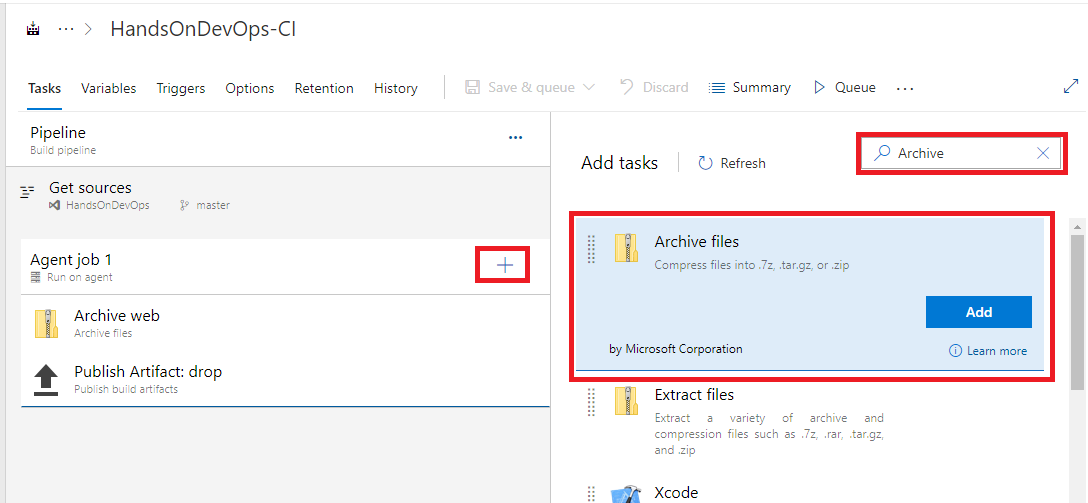 ... > HandsOnDevOps-CI
Tasks Variables Triggers Options Retention History Save & queue Discard Summary Queue ...
Pipeline
Build pipeline
...
Get sources
HandsOnDevOps master
Agent job 1
Run on agent
Archive web
Archive files
Publish Artifact: drop
Publish build artifacts
Add tasks Refresh Archive
Archive files
Compress files into .7z, .tar.gz, or .zip
Add
by Microsoft Corporation Learn more
Extract files
Extract a variety of archive and
compression files such as .7z, .rar, .tar.gz,
and .zip
Xcode